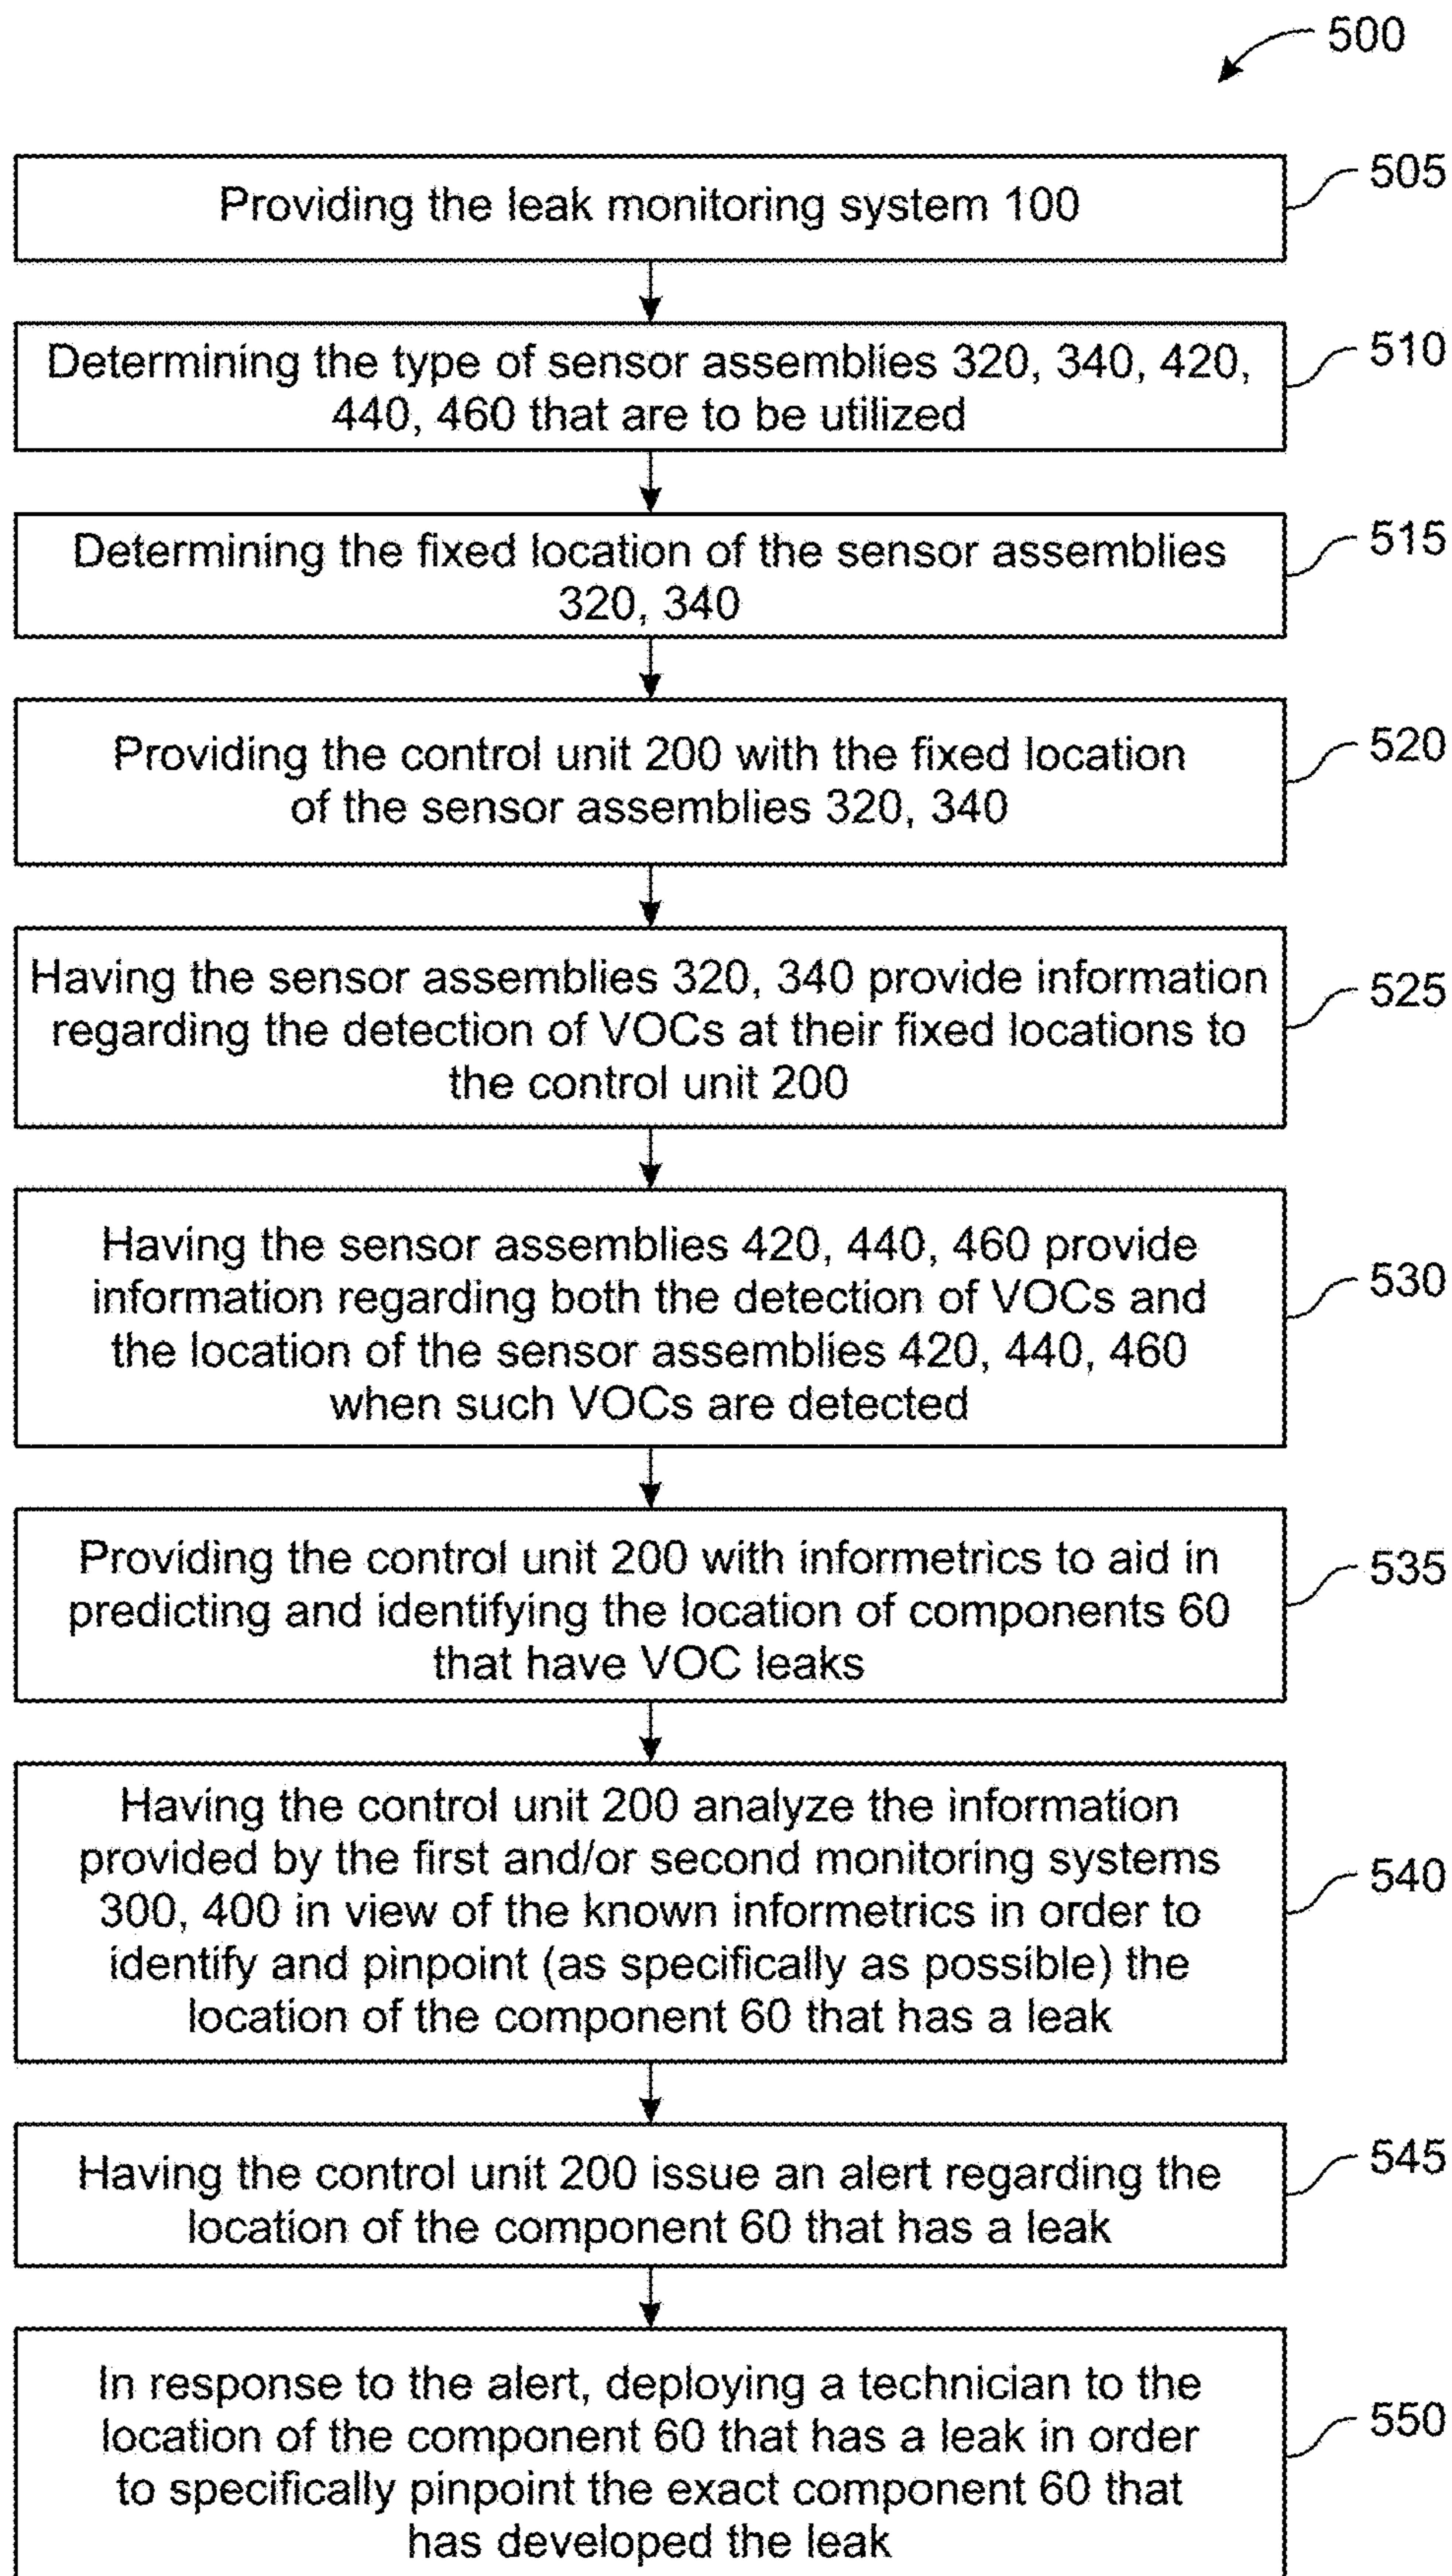 500
Providing the leak monitoring system 100
505
Determining the type of sensor assemblies 320, 340, 420,
440, 460 that are to be utilized
510
Determining the fixed location of the sensor assemblies
320, 340
515
Providing the control unit 200 with the fixed location
of the sensor assemblies 320, 340
520
Having the sensor assemblies 320, 340 provide information
regarding the detection of VOCs at their fixed locations to
the control unit 200
525
Having the sensor assemblies 420, 440, 460 provide
information regarding both the detection of VOCs and
the location of the sensor assemblies 420, 440, 460
when such VOCs are detected
530
Providing the control unit 200 with informetrics to aid in
predicting and identifying the location of components 60
that have VOC leaks
535
Having the control unit 200 analyze the information
provided by the first and/or second monitoring systems
300, 400 in view of the known informetrics in order to
identify and pinpoint (as specifically as possible) the
location of the component 60 that has a leak
540
Having the control unit 200 issue an alert regarding the
location of the component 60 that has a leak
545
In response to the alert, deploying a technician to the
location of the component 60 that has a leak in order
to specifically pinpoint the exact component 60 that
has developed the leak
550